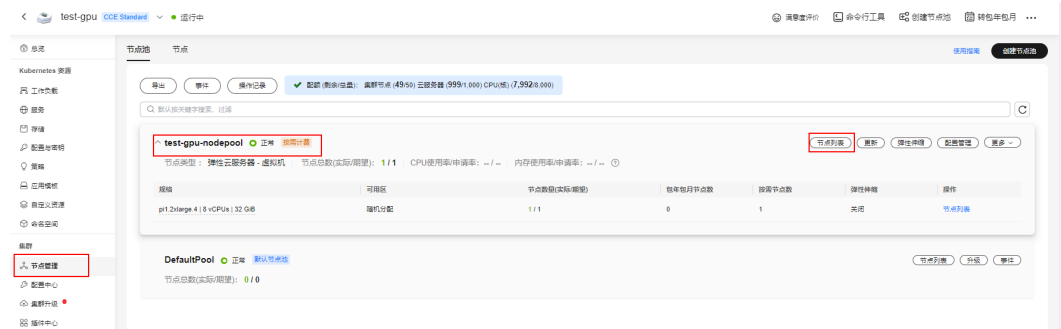 test-gpu CCE Standard 运行中 满意度评价 命令行工具 创建节点池 转包年包月
总览
Kubernetes 资源
工作负载
服务
存储
配置与密钥
策略
应用模板
自定义资源
命名空间
集群
节点管理
配置中心
集群升级
插件中心
节点池 节点 使用指南 创建节点池
导出 事件 操作记录 配额 (剩余/总量): 集群节点 (49/50) 云服务器 (999/1,000) CPU(核) (7,992/8,000)
默认按关键字搜索、过滤
test-gpu-nodepool 正常 按需计费 节点列表 更新 弹性伸缩 配置管理 更多
节点类型: 弹性云服务器 - 虚拟机 节点总数(实际/期望): 1 / 1 CPU使用率/申请率: -- / -- 内存使用率/申请率: -- / --
规格 可用区 节点数量(实际/期望) 包年包月节点数 按需节点数 弹性伸缩 操作
pi1.2xlarge.4 | 8 vCPUs | 32 GiB 随机分配 1 / 1 0 1 关闭 节点列表
DefaultPool 正常 默认节点池 节点列表 升级 事件
节点总数(实际/期望): 0 / 0